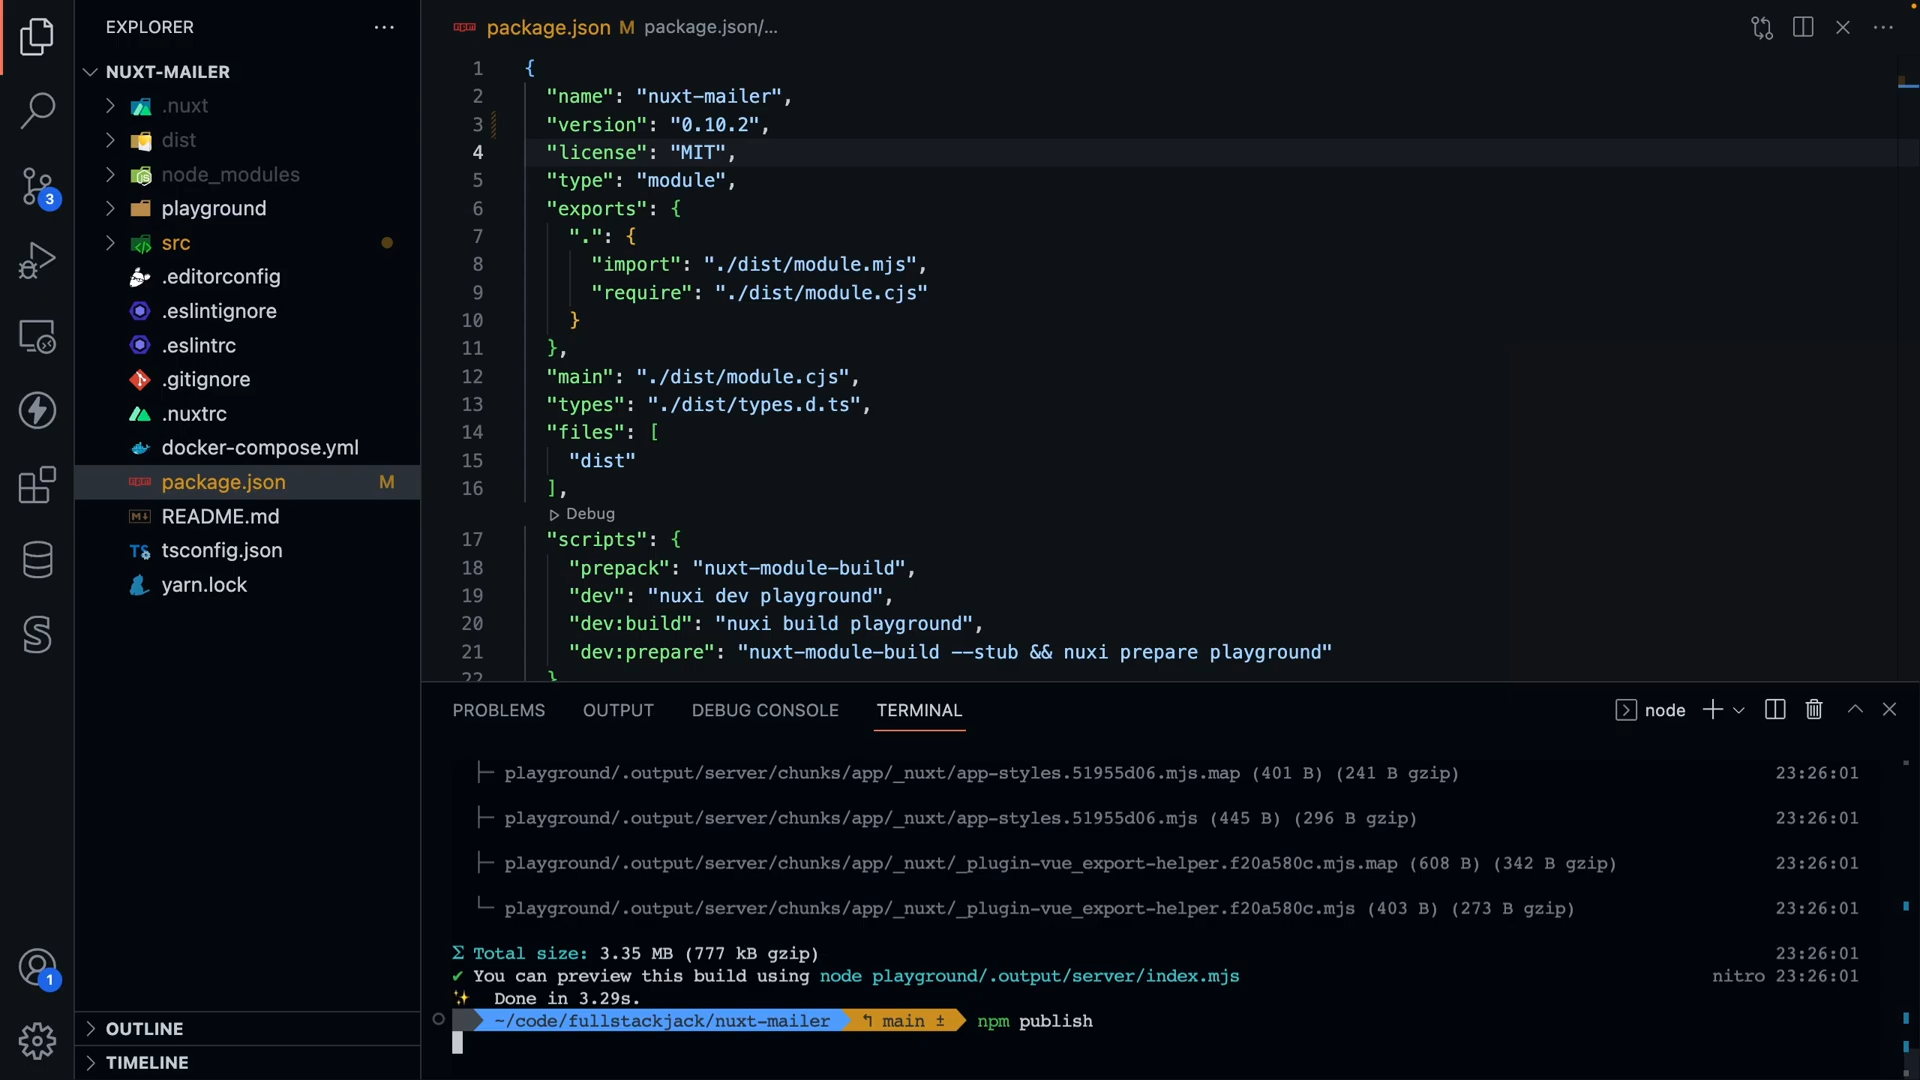 EXPLORER
NUXT-MAILER
.nuxt
dist
node_modules
playground
src
.editorconfig
.eslintignore
.eslintrc
.gitignore
.nuxtrc
docker-compose.yml
package.json M
README.md
tsconfig.json
yarn.lock
OUTLINE
TIMELINE
3
1
package.json M package.json/...
1 {
2 "name": "nuxt-mailer",
3 "version": "0.10.2",
4 "license": "MIT",
5 "type": "module",
6 "exports": {
7 ".": {
8 "import": "./dist/module.mjs",
9 "require": "./dist/module.cjs"
10 }
11 },
12 "main": "./dist/module.cjs",
13 "types": "./dist/types.d.ts",
14 "files": [
15 "dist"
16 ],
Debug
17 "scripts": {
18 "prepack": "nuxt-module-build",
19 "dev": "nuxi dev playground",
20 "dev:build": "nuxi build playground",
21 "dev:prepare": "nuxt-module-build --stub && nuxi prepare playground"
22 }
PROBLEMS OUTPUT DEBUG CONSOLE TERMINAL node
├─ playground/.output/server/chunks/app/_nuxt/app-styles.51955d06.mjs.map (401 B) (241 B gzip) 23:26:01
├─ playground/.output/server/chunks/app/_nuxt/app-styles.51955d06.mjs (445 B) (296 B gzip) 23:26:01
├─ playground/.output/server/chunks/app/_nuxt/_plugin-vue_export-helper.f20a580c.mjs.map (608 B) (342 B gzip) 23:26:01
└─ playground/.output/server/chunks/app/_nuxt/_plugin-vue_export-helper.f20a580c.mjs (403 B) (273 B gzip) 23:26:01
Σ Total size: 3.35 MB (777 kB gzip) 23:26:01
✔ You can preview this build using node playground/.output/server/index.mjs nitro 23:26:01
✨ Done in 3.29s.
~/code/fullstackjack/nuxt-mailer main ± npm publish